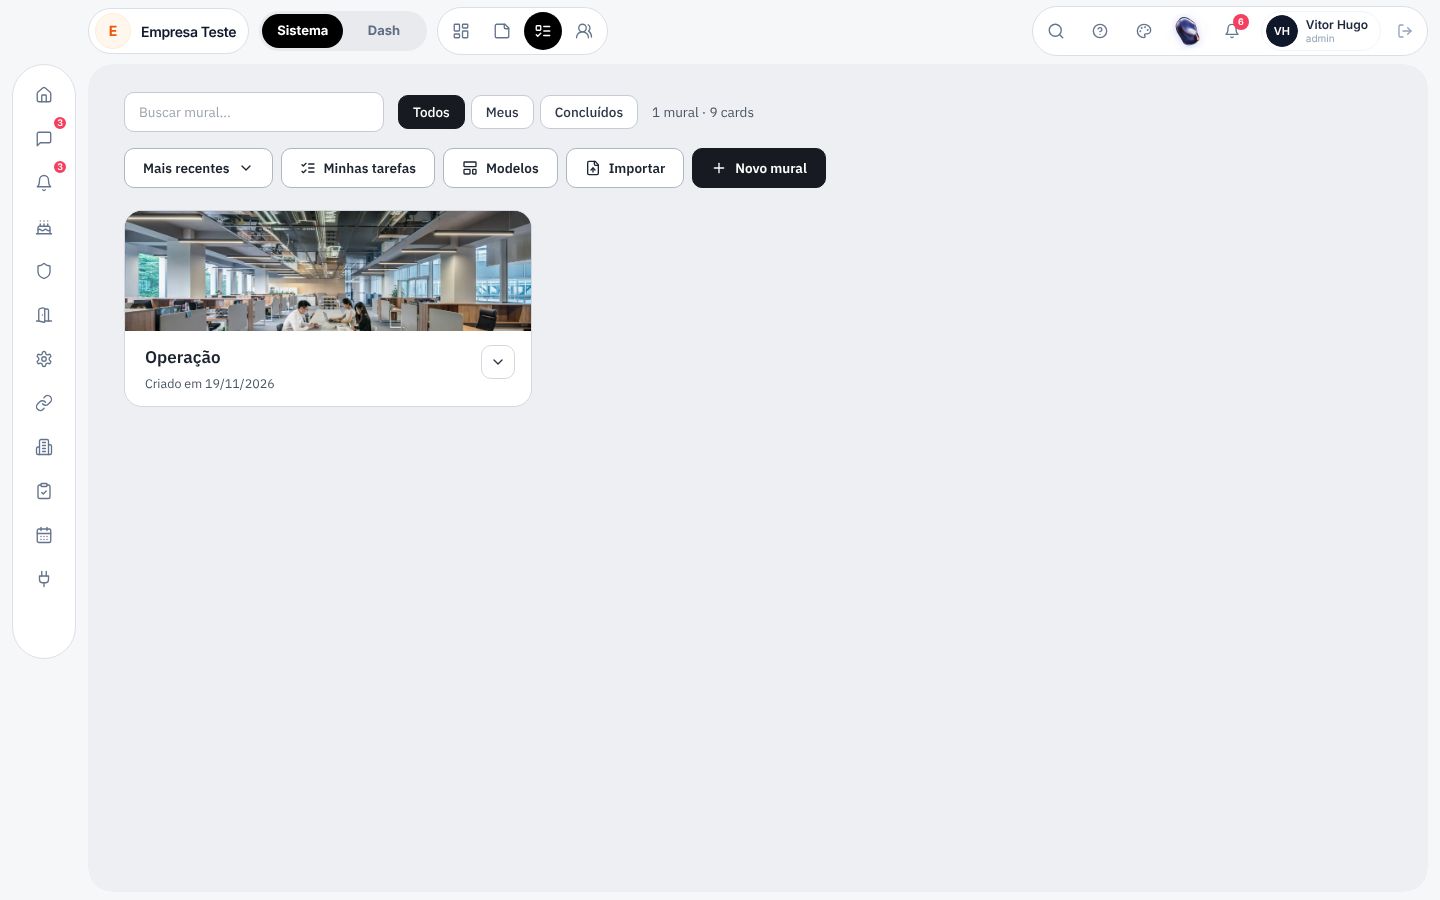 E Empresa Teste
Sistema Dash
6
VH Vitor Hugo
admin
3
3
Buscar mural...
Todos Meus Concluídos 1 mural · 9 cards
Mais recentes Minhas tarefas Modelos Importar Novo mural
Operação
Criado em 19/11/2026